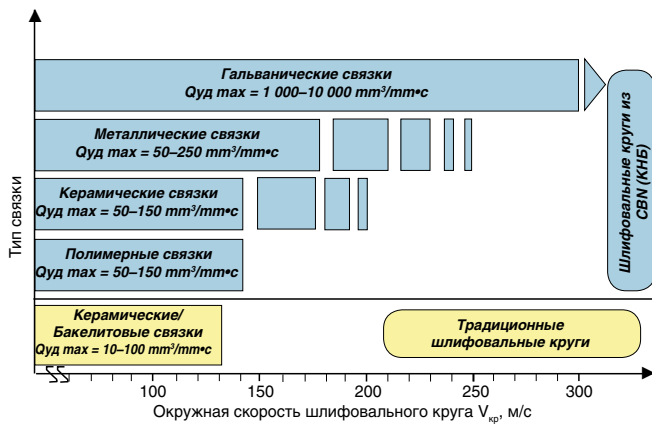 Гальванические связки
Qуд max = 1 000–10 000 mm³/mm•с
Металлические связки
Qуд max = 50–250 mm³/mm•с
Керамические связки
Qуд max = 50–150 mm³/mm•с
Полимерные связки
Qуд max = 50–150 mm³/mm•с
Керамические/
Бакелитовые связки
Qуд max = 10–100 mm³/mm•с
Шлифовальные круги из
CBN (КНБ)
Традиционные
шлифовальные круги
Тип связки
100 150 200 250 300
Окружная скорость шлифовального круга Vкр, м/с